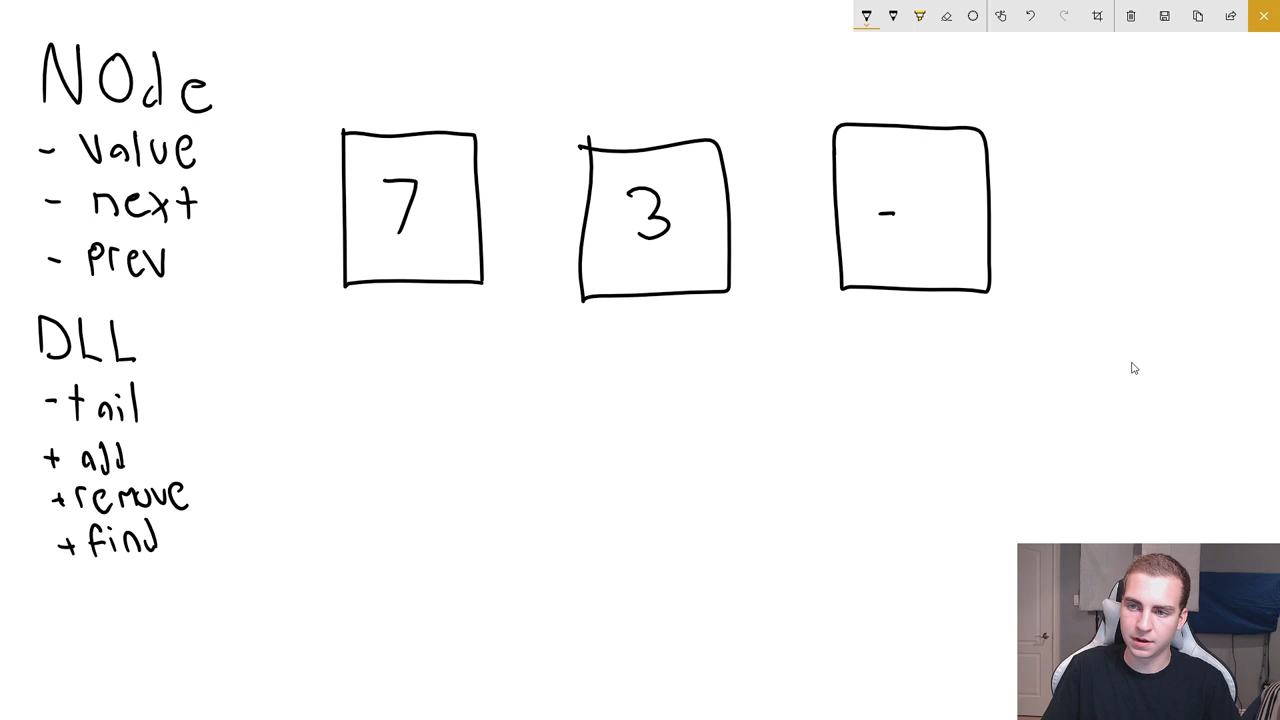 NOde
- value
- next
- prev
DLL
- tail
+ add
+ remove
+ find
7
3
-